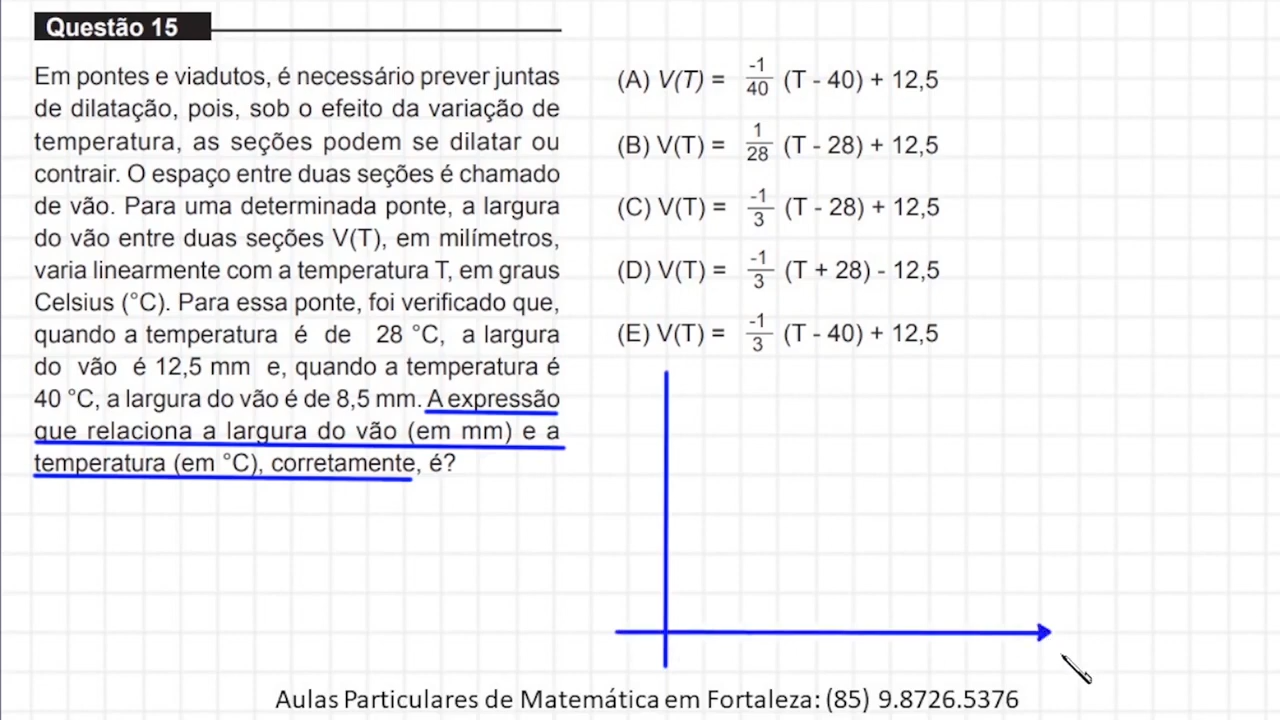 Questão 15
Em pontes e viadutos, é necessário prever juntas
de dilatação, pois, sob o efeito da variação de
temperatura, as seções podem se dilatar ou
contrair. O espaço entre duas seções é chamado
de vão. Para uma determinada ponte, a largura
do vão entre duas seções V(T), em milímetros,
varia linearmente com a temperatura T, em graus
Celsius (°C). Para essa ponte, foi verificado que,
quando a temperatura é de 28 °C, a largura
do vão é 12,5 mm e, quando a temperatura é
40 °C, a largura do vão é de 8,5 mm. A expressão
que relaciona a largura do vão (em mm) e a
temperatura (em °C), corretamente, é?
(A) V(T) = -1/40 (T - 40) + 12,5
(B) V(T) = 1/28 (T - 28) + 12,5
(C) V(T) = -1/3 (T - 28) + 12,5
(D) V(T) = -1/3 (T + 28) - 12,5
(E) V(T) = -1/3 (T - 40) + 12,5
Aulas Particulares de Matemática em Fortaleza: (85) 9.8726.5376